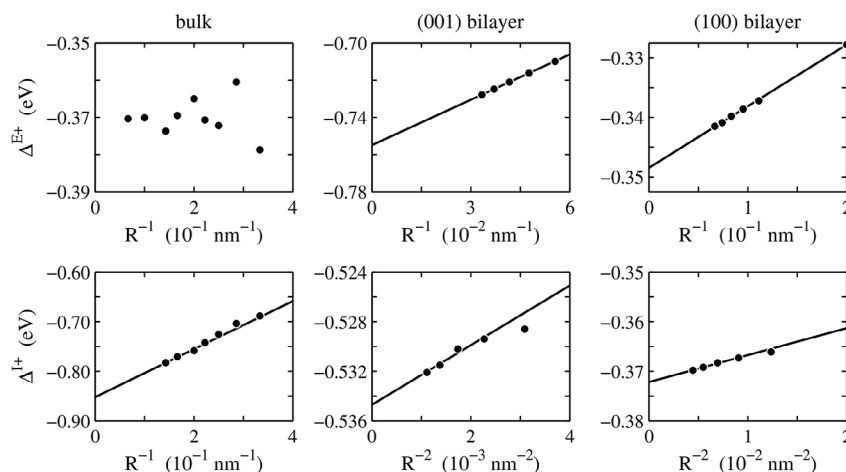 bulk (001) bilayer (100) bilayer
−0.35 −0.70
−0.33
−0.37 −0.74 −0.34
−0.39 −0.78 −0.35
0 2 4 0 3 6 0 1 2
R⁻¹ (10⁻¹ nm⁻¹) R⁻¹ (10⁻² nm⁻¹) R⁻¹ (10⁻¹ nm⁻¹)
Δᴱ⁺ (eV)
−0.60 −0.524 −0.35
−0.70 −0.528 −0.36
−0.80 −0.532 −0.37
−0.90 −0.536 −0.38
0 2 4 0 2 4 0 1 2
R⁻¹ (10⁻¹ nm⁻¹) R⁻² (10⁻³ nm⁻²) R⁻² (10⁻² nm⁻²)
Δᴵ⁺ (eV)